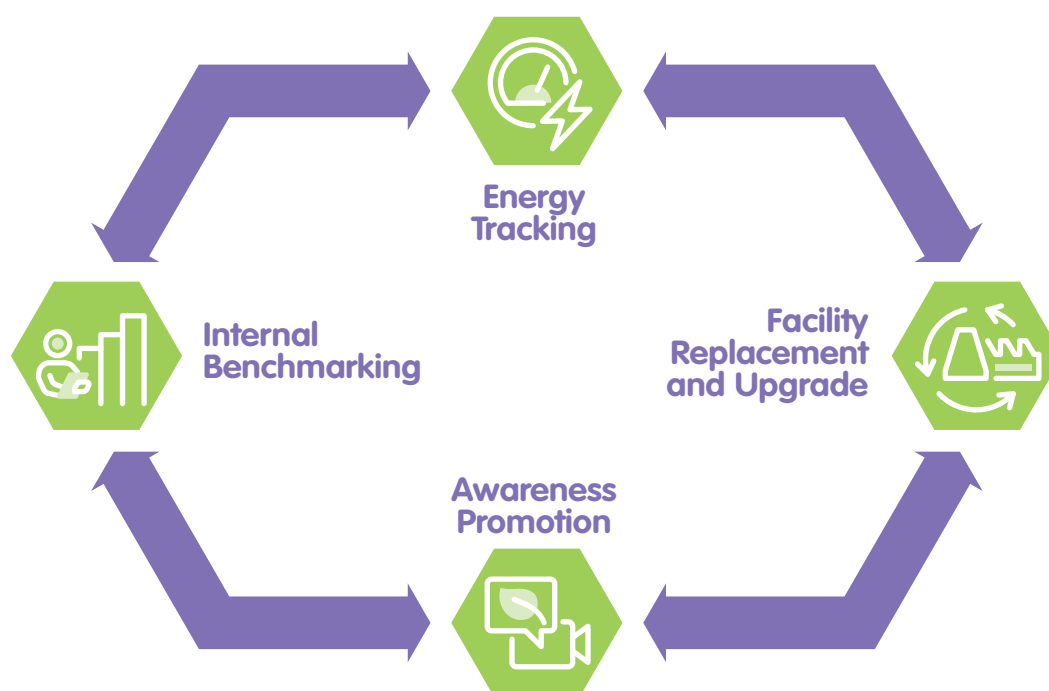 Energy
Tracking
Internal
Benchmarking
Facility
Replacement
and Upgrade
Awareness
Promotion